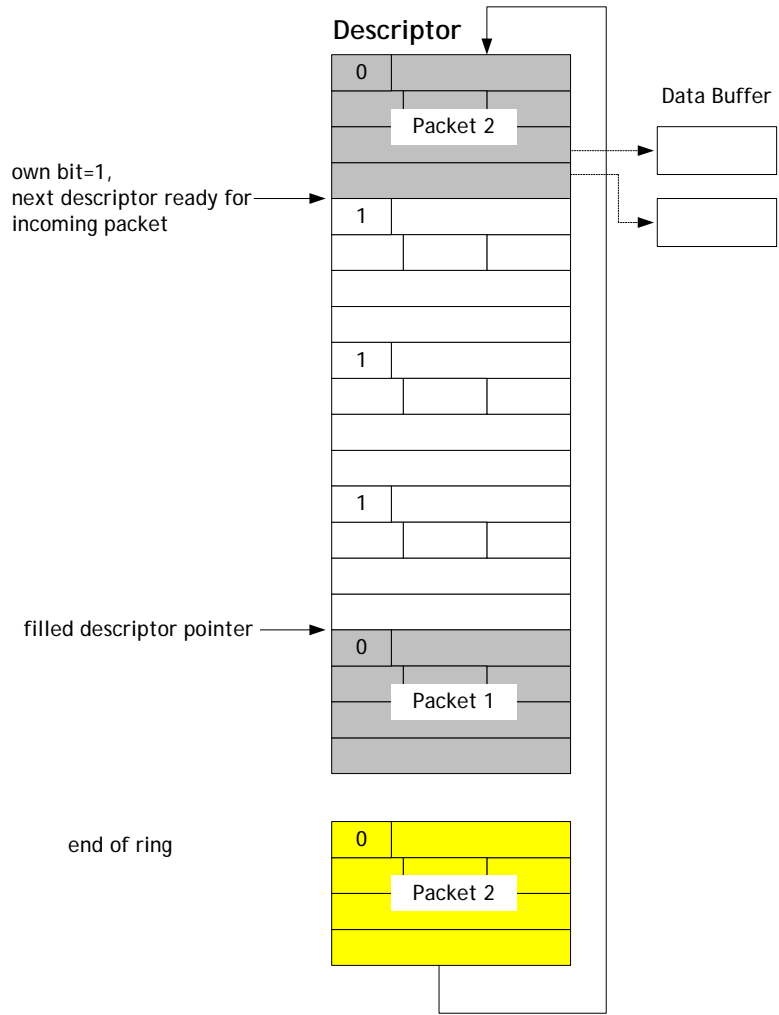 Descriptor
0
Packet 2
Data Buffer
own bit=1,
next descriptor ready for
incoming packet
1
1
1
filled descriptor pointer
0
Packet 1
end of ring
0
Packet 2